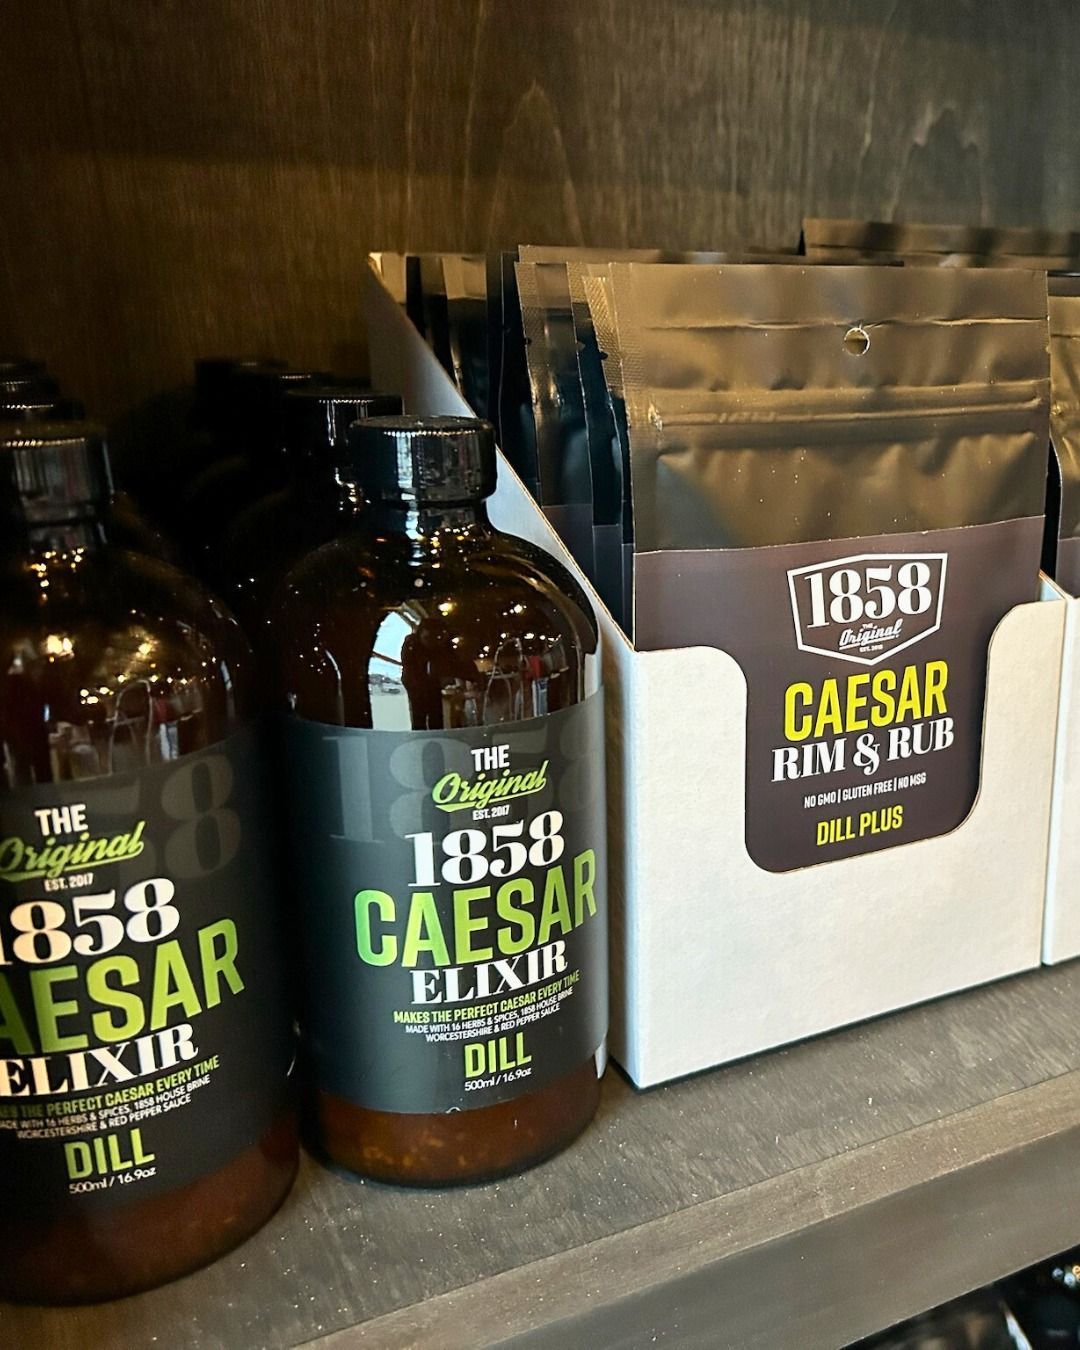 THE
Original
EST. 2017
1858
CAESAR
ELIXIR
MAKES THE PERFECT CAESAR EVERY TIME
MADE WITH 16 HERBS & SPICES, 1858 HOUSE BRINE
WORCESTERSHIRE & RED PEPPER SAUCE
DILL
500ml / 16.9oz
THE
Original
EST. 2017
1858
CAESAR
ELIXIR
MAKES THE PERFECT CAESAR EVERY TIME
MADE WITH 16 HERBS & SPICES, 1858 HOUSE BRINE
WORCESTERSHIRE & RED PEPPER SAUCE
DILL
500ml / 16.9oz
1858
THE
Original
CAESAR
RIM & RUB
NO GMO | GLUTEN FREE | NO MSG
DILL PLUS